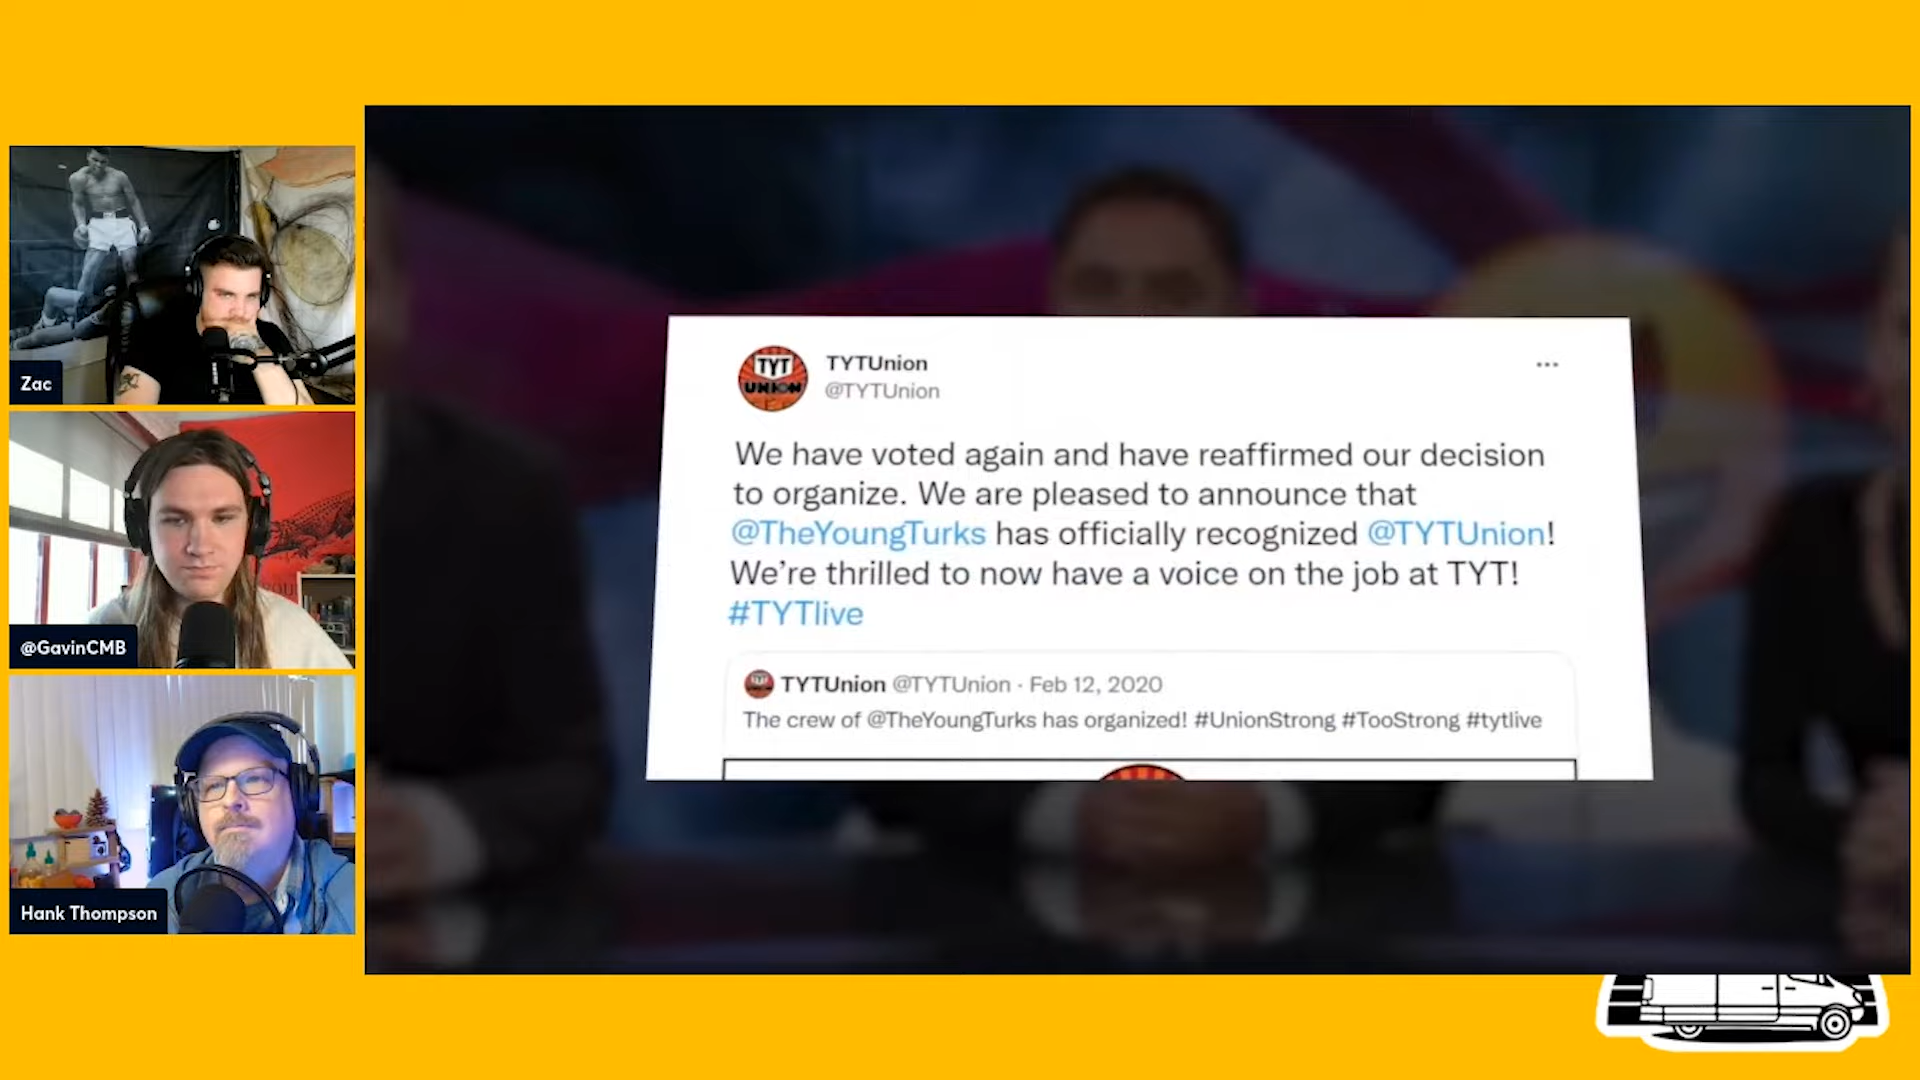 Zac
@GavinCMB
Hank Thompson
TYT
UNION
TYTUnion
@TYTUnion
We have voted again and have reaffirmed our decision
to organize. We are pleased to announce that
@TheYoungTurks has officially recognized @TYTUnion!
We're thrilled to now have a voice on the job at TYT!
#TYTlive
TYTUnion @TYTUnion · Feb 12, 2020
The crew of @TheYoungTurks has organized! #UnionStrong #TooStrong #tytlive